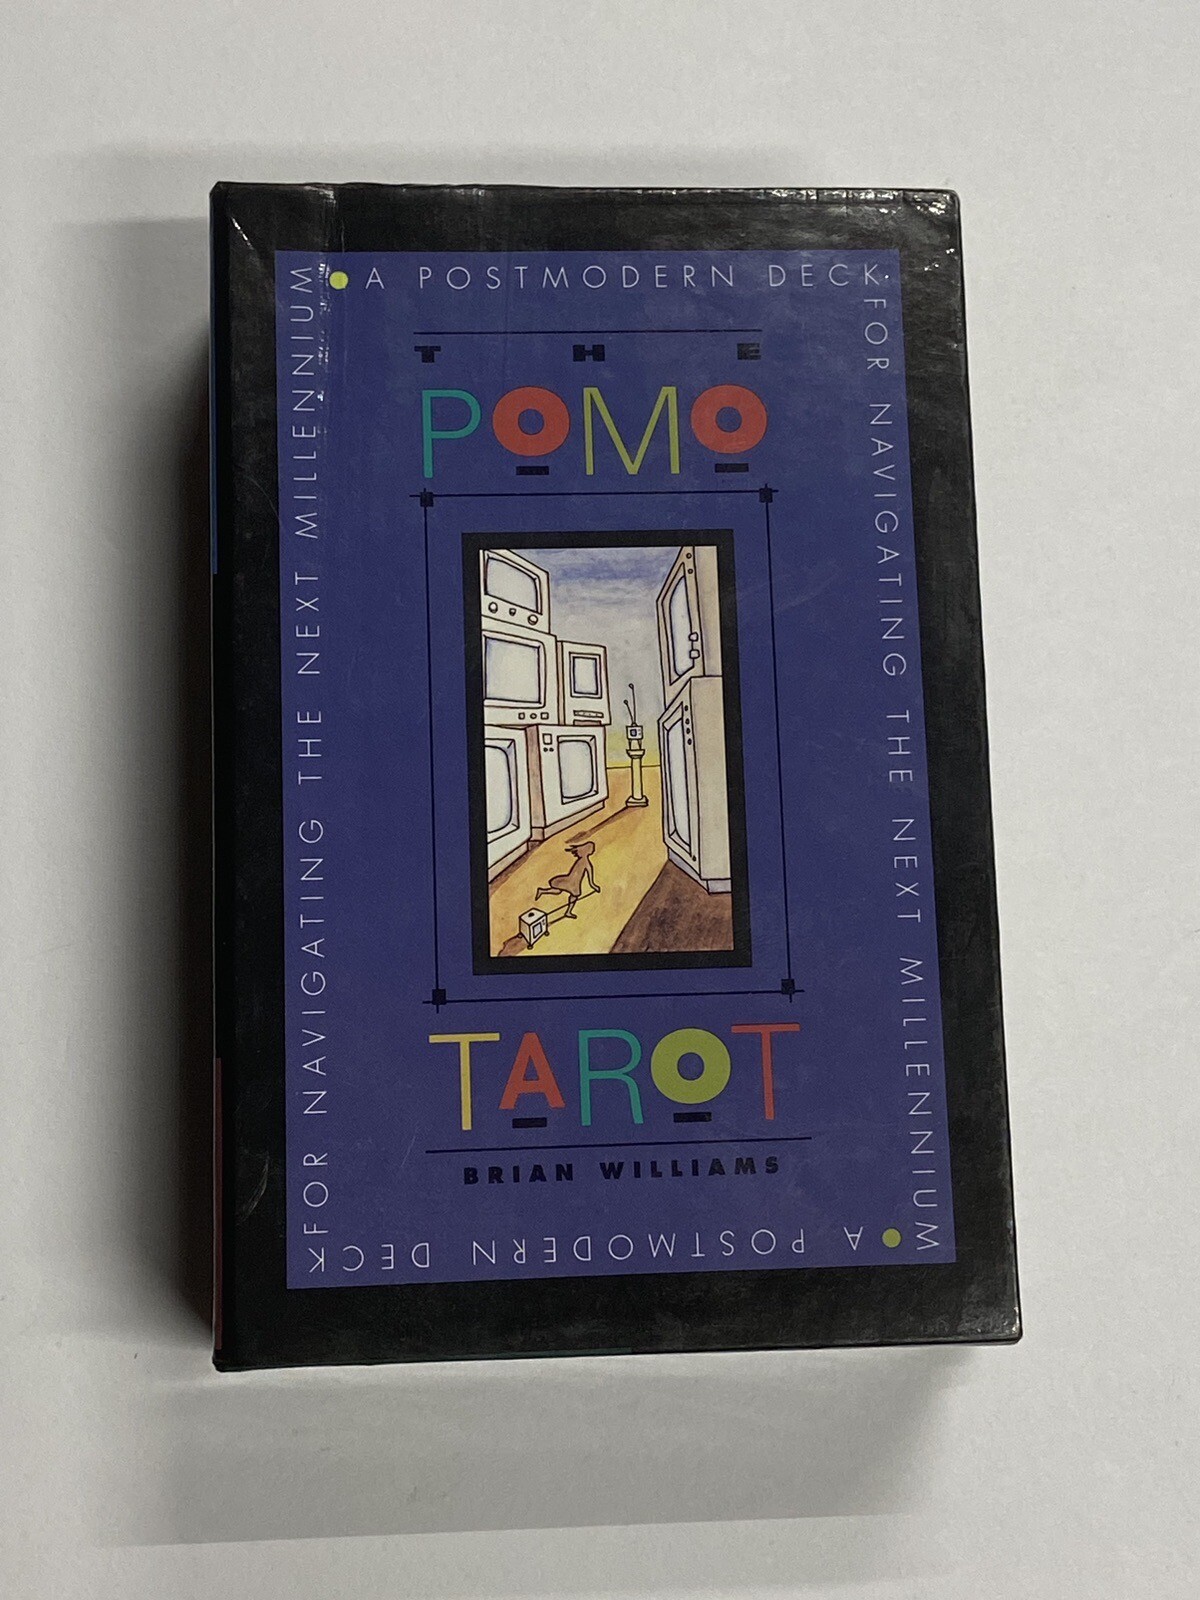 A POSTMODERN DECK
FOR NAVIGATING THE NEXT MILLENNIUM
THE
POMO
TAROT
BRIAN WILLIAMS
A POSTMODERN DECK
FOR NAVIGATING THE NEXT MILLENNIUM